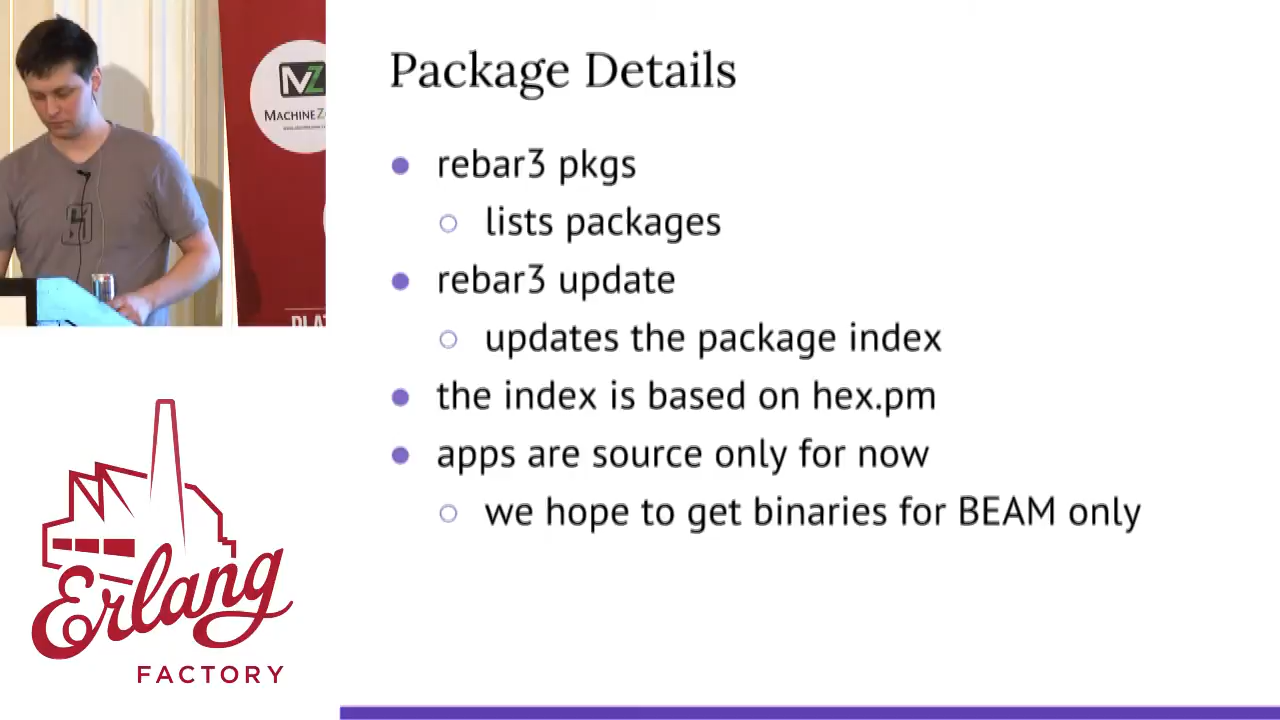 Package Details
rebar3 pkgs
lists packages
rebar3 update
updates the package index
the index is based on hex.pm
apps are source only for now
we hope to get binaries for BEAM only
MZ
Erlang
FACTORY